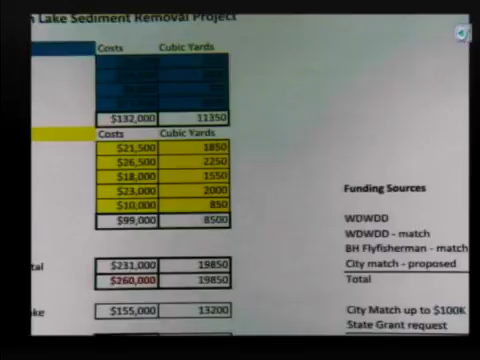 n Lake Sediment Removal Project
Costs Cubic Yards
$132,000 11350
Costs Cubic Yards
$21,500 1850
$26,500 2250
$18,000 1550
$23,000 2000
$10,000 850
$99,000 8500
Funding Sources
WDWDD
WDWDD - match
BH Flyfisherman - match
City match - proposed
Total
tal $231,000 19850
$260,000 19850
ake $155,000 13200
City Match up to $100K
State Grant request